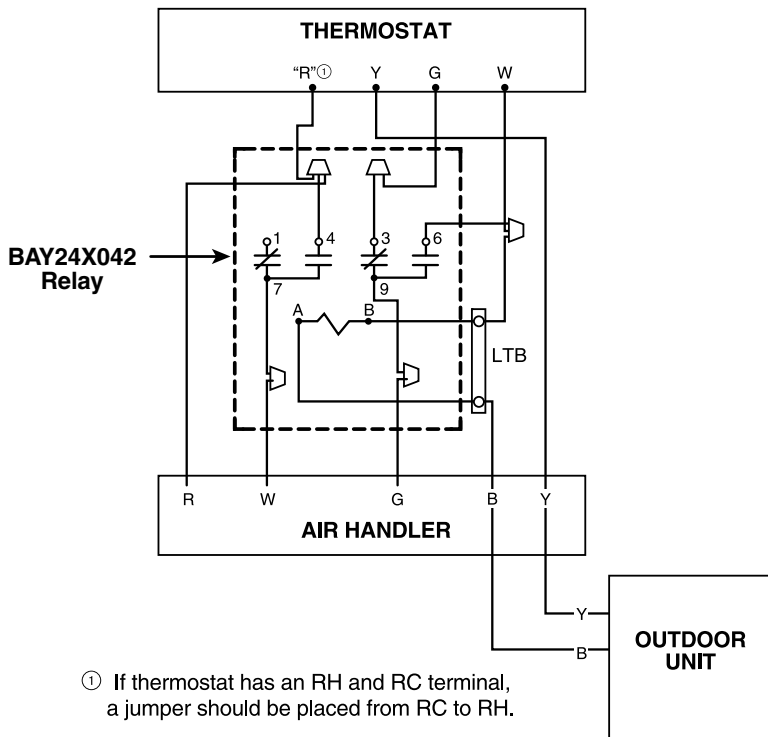 THERMOSTAT
"R"① Y G W
1 4 3 6
BAY24X042
Relay
7 9
A B
LTB
R W G B Y
AIR HANDLER
Y
OUTDOOR
UNIT
B
① If thermostat has an RH and RC terminal,
a jumper should be placed from RC to RH.